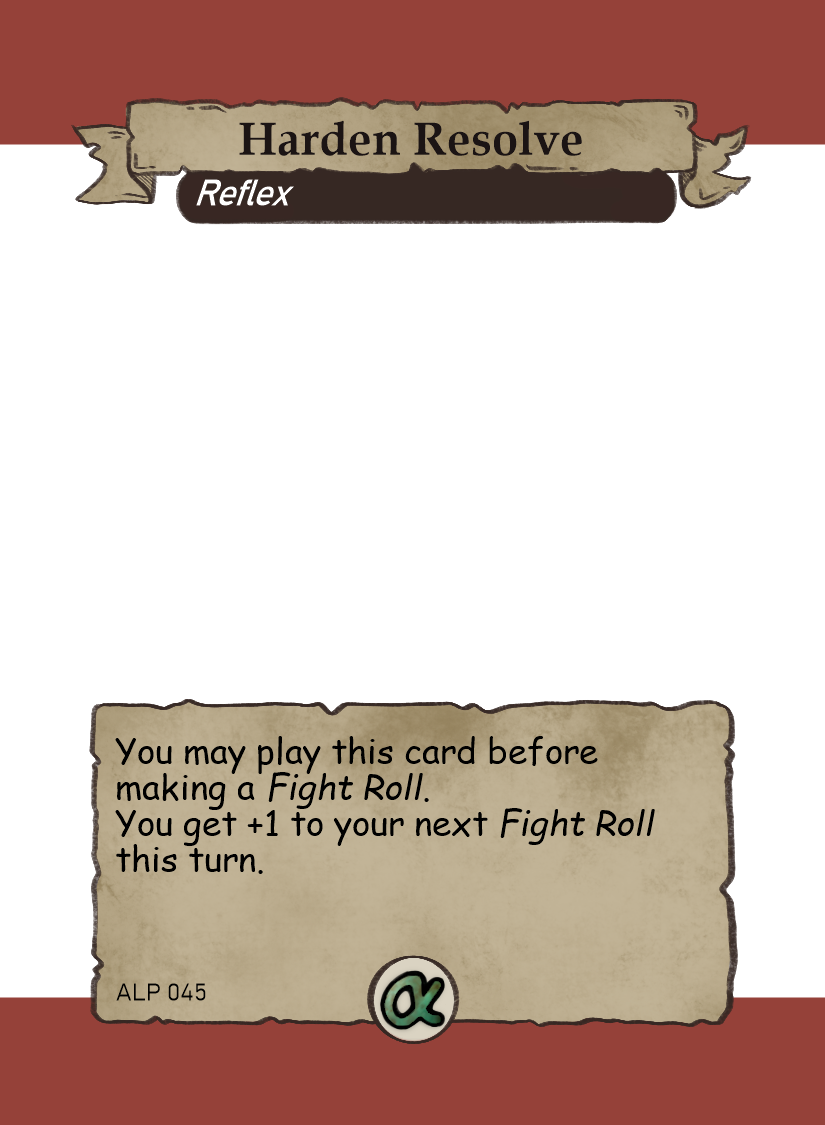 Harden Resolve
Reflex
You may play this card before
making a Fight Roll.
You get +1 to your next Fight Roll
this turn.
ALP 045
α